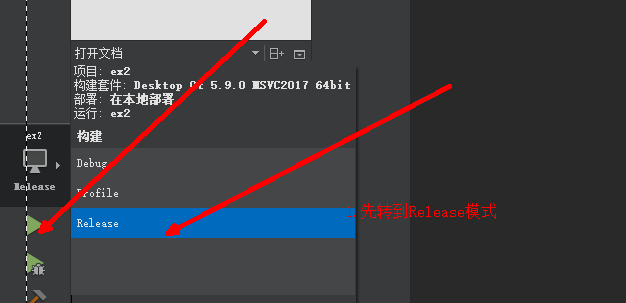 打开文档
项目: ex2
构建套件: Desktop Qt 5.9.0 MSVC2017 64bit
部署: 在本地部署
运行: ex2
ex2
构建
Debug
Release
Profile
Release
先转到Release模式